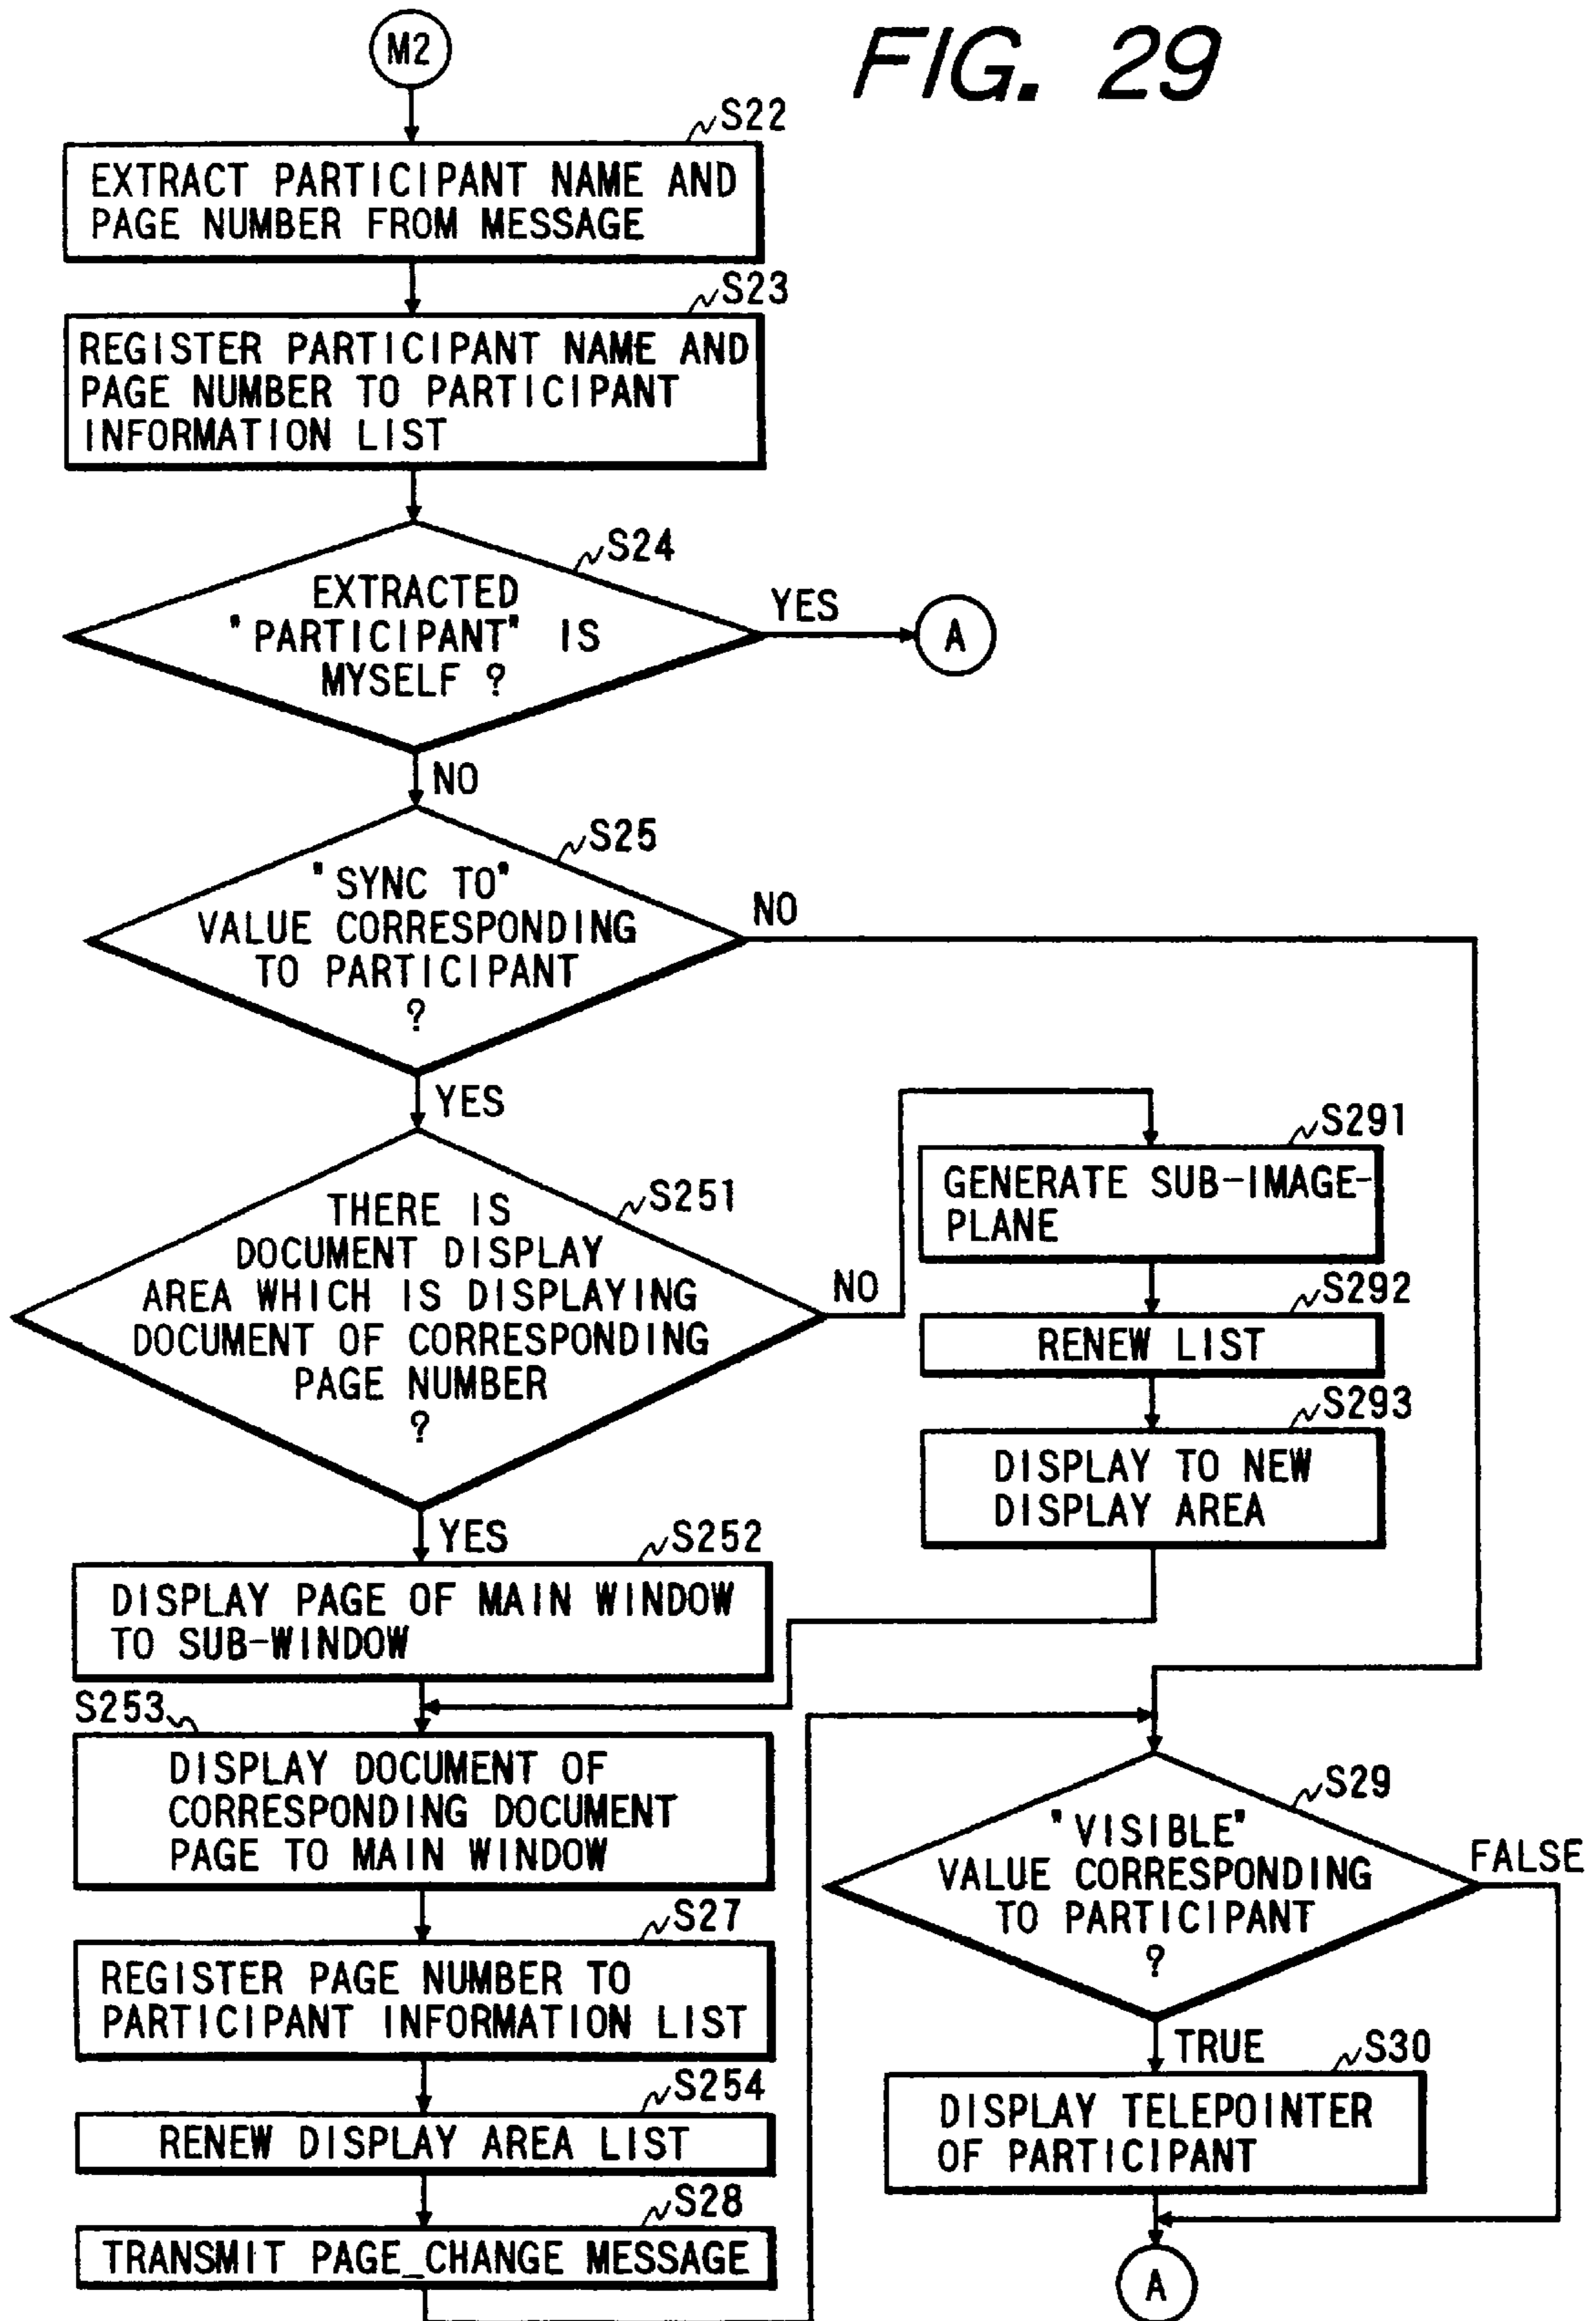 M2
FIG. 29
S22
EXTRACT PARTICIPANT NAME AND
PAGE NUMBER FROM MESSAGE
S23
REGISTER PARTICIPANT NAME AND
PAGE NUMBER TO PARTICIPANT
INFORMATION LIST
S24
EXTRACTED
"PARTICIPANT" IS
MYSELF ?
YES
A
NO
S25
"SYNC TO"
VALUE CORRESPONDING
TO PARTICIPANT
?
NO
YES
S251
THERE IS
DOCUMENT DISPLAY
AREA WHICH IS DISPLAYING
DOCUMENT OF CORRESPONDING
PAGE NUMBER
?
NO
S291
GENERATE SUB-IMAGE-
PLANE
S292
RENEW LIST
S293
DISPLAY TO NEW
DISPLAY AREA
YES
S252
DISPLAY PAGE OF MAIN WINDOW
TO SUB-WINDOW
S253
DISPLAY DOCUMENT OF
CORRESPONDING DOCUMENT
PAGE TO MAIN WINDOW
S27
REGISTER PAGE NUMBER TO
PARTICIPANT INFORMATION LIST
S254
RENEW DISPLAY AREA LIST
S28
TRANSMIT PAGE_CHANGE MESSAGE
S29
"VISIBLE"
VALUE CORRESPONDING
TO PARTICIPANT
?
FALSE
TRUE
S30
DISPLAY TELEPOINTER
OF PARTICIPANT
A